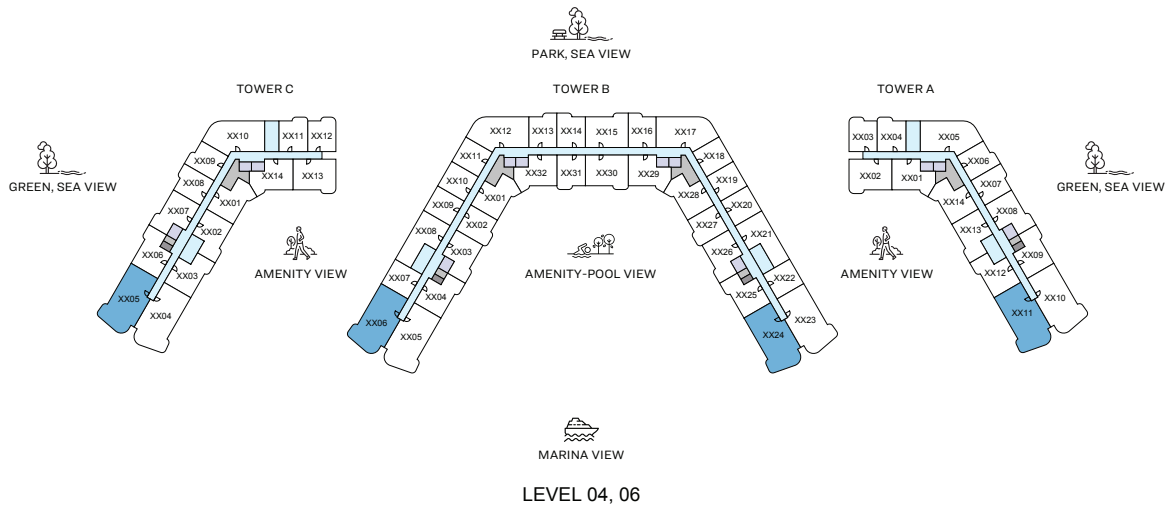 PARK, SEA VIEW
TOWER C
TOWER B
TOWER A
GREEN, SEA VIEW
GREEN, SEA VIEW
XX10
XX11
XX12
XX09
XX08
XX14
XX13
XX07
XX01
XX02
XX06
XX03
XX05
XX04
XX12
XX13
XX14
XX15
XX16
XX17
XX11
XX32
XX31
XX30
XX29
XX18
XX10
XX01
XX28
XX19
XX09
XX02
XX27
XX20
XX08
XX03
XX26
XX21
XX07
XX04
XX25
XX22
XX06
XX05
XX24
XX23
XX03
XX04
XX05
XX02
XX01
XX06
XX14
XX07
XX13
XX08
XX12
XX09
XX11
XX10
AMENITY VIEW
AMENITY-POOL VIEW
AMENITY VIEW
MARINA VIEW
LEVEL 04, 06